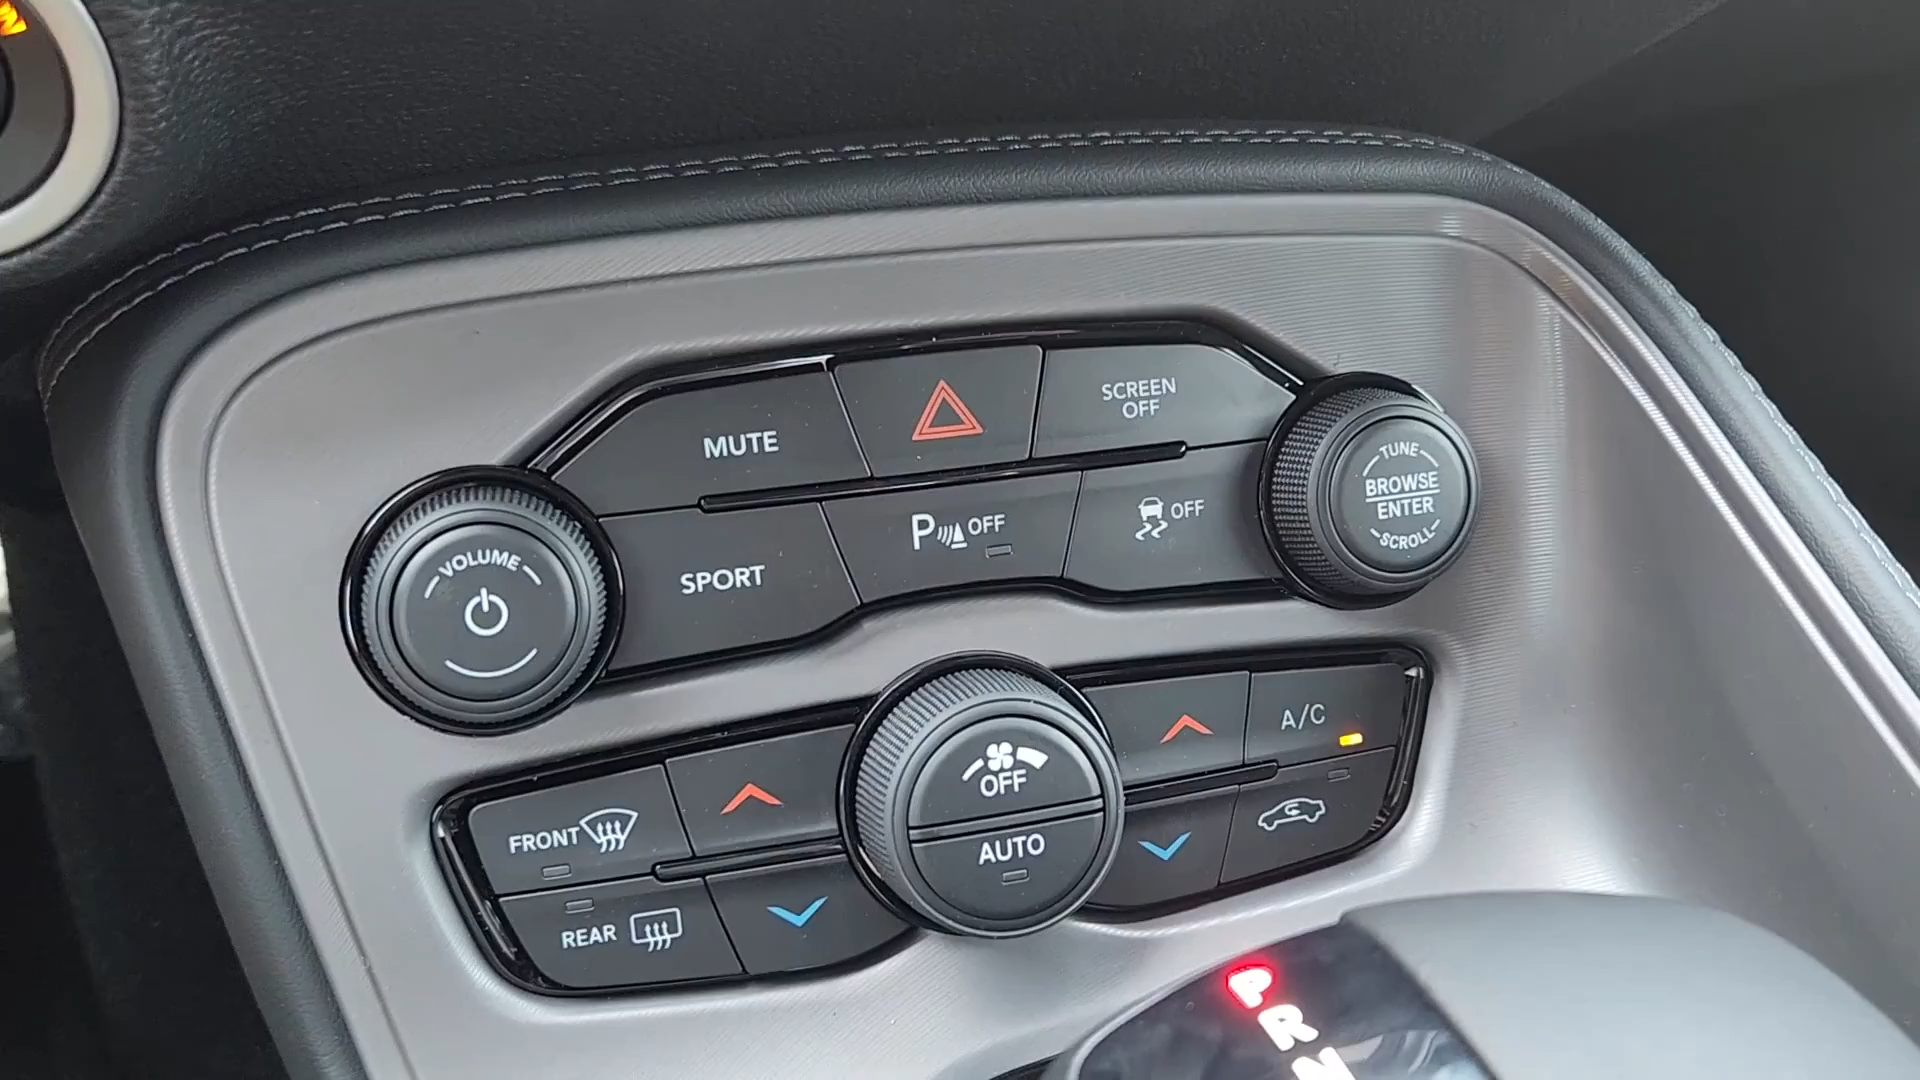 MUTE
SCREEN
OFF
TUNE
BROWSE
ENTER
SCROLL
VOLUME
SPORT
P OFF
OFF
OFF
AUTO
A/C
FRONT
REAR
P
R
N